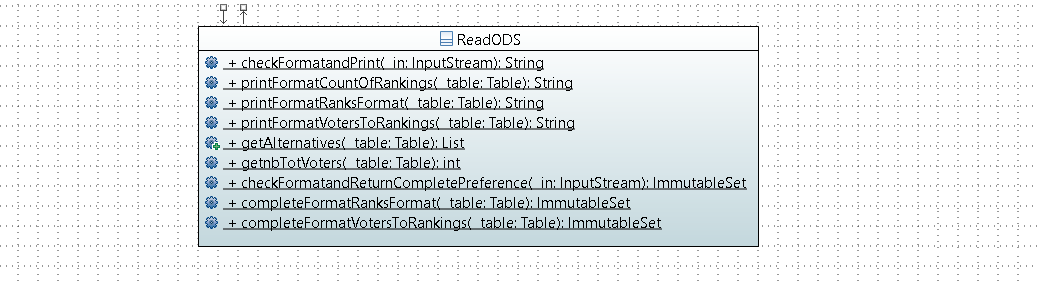 ReadODS
+ checkFormatandPrint( in: InputStream): String
+ printFormatCountOfRankings( table: Table): String
+ printFormatRanksFormat( table: Table): String
+ printFormatVotersToRankings( table: Table): String
+ getAlternatives( table: Table): List
+ getnbTotVoters( table: Table): int
+ checkFormatandReturnCompletePreference( in: InputStream): ImmutableSet
+ completeFormatRanksFormat( table: Table): ImmutableSet
+ completeFormatVotersToRankings( table: Table): ImmutableSet